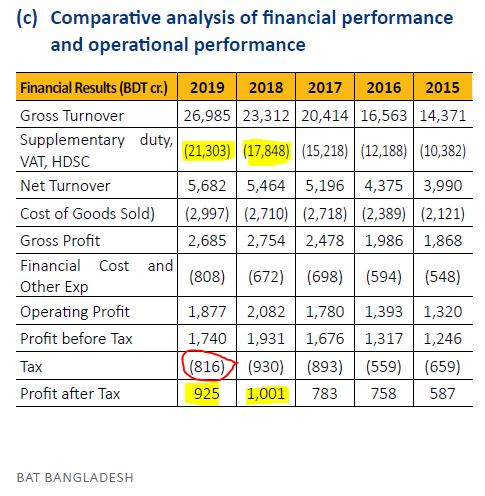 (c) Comparative analysis of financial performance
and operational performance
Financial Results (BDT cr.) 2019 2018 2017 2016 2015
Gross Turnover 26,985 23,312 20,414 16,563 14,371
Supplementary duty,
VAT, HDSC (21,303) (17,848) (15,218) (12,188) (10,382)
Net Turnover 5,682 5,464 5,196 4,375 3,990
Cost of Goods Sold) (2,997) (2,710) (2,718) (2,389) (2,121)
Gross Profit 2,685 2,754 2,478 1,986 1,868
Financial Cost and
Other Exp (808) (672) (698) (594) (548)
Operating Profit 1,877 2,082 1,780 1,393 1,320
Profit before Tax 1,740 1,931 1,676 1,317 1,246
Tax (816) (930) (893) (559) (659)
Profit after Tax 925 1,001 783 758 587
BAT BANGLADESH